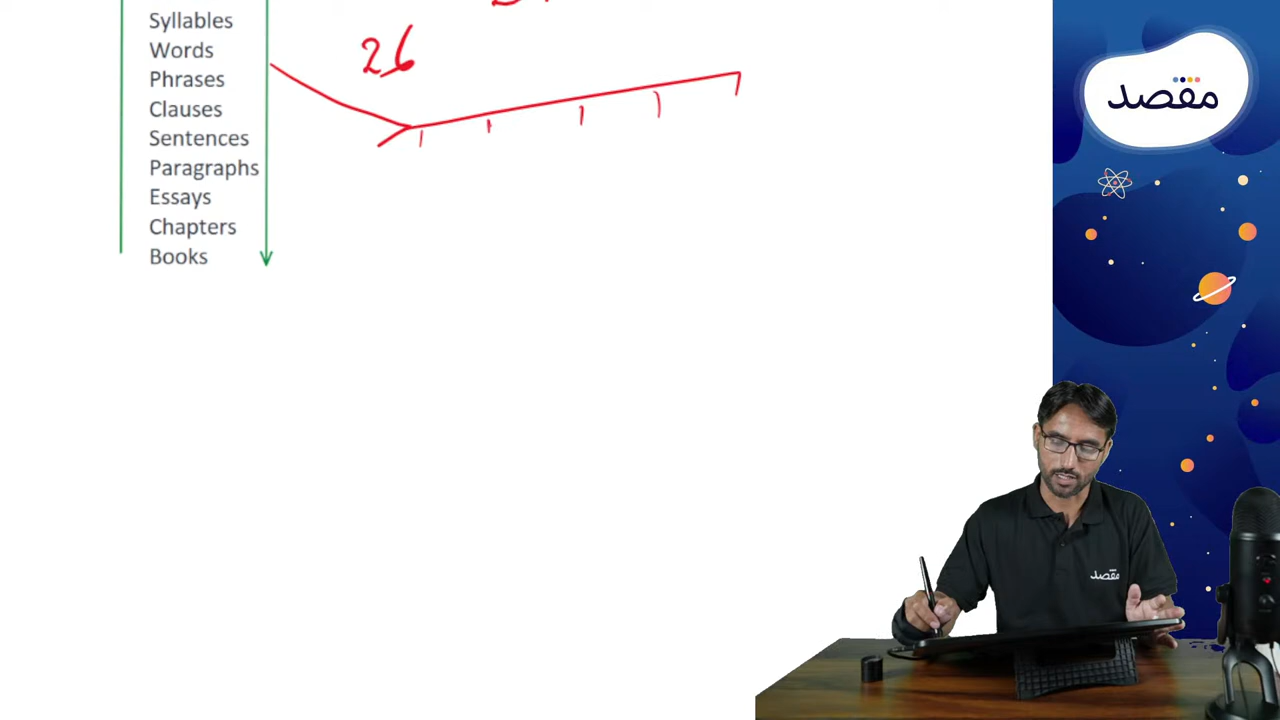 Syllables
Words
26
Phrases
Clauses
Sentences
Paragraphs
Essays
Chapters
Books
مقصد
مقصد